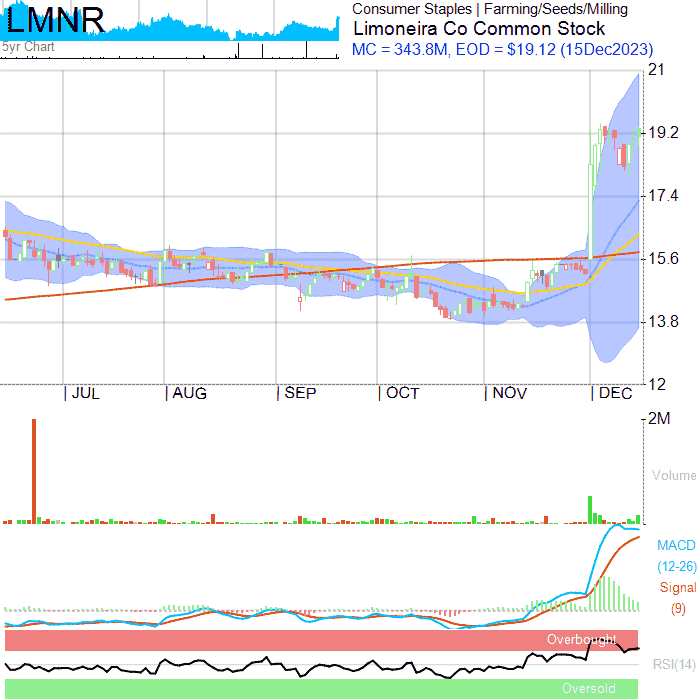 LMNR
5yr Chart
Consumer Staples | Farming/Seeds/Milling
Limoneira Co Common Stock
MC = 343.8M, EOD = $19.12 (15Dec2023)
21
19.2
17.4
15.6
13.8
12
JUL
AUG
SEP
OCT
NOV
DEC
2M
Volume
MACD
(12-26)
Signal
(9)
Overbought
RSI(14)
Oversold